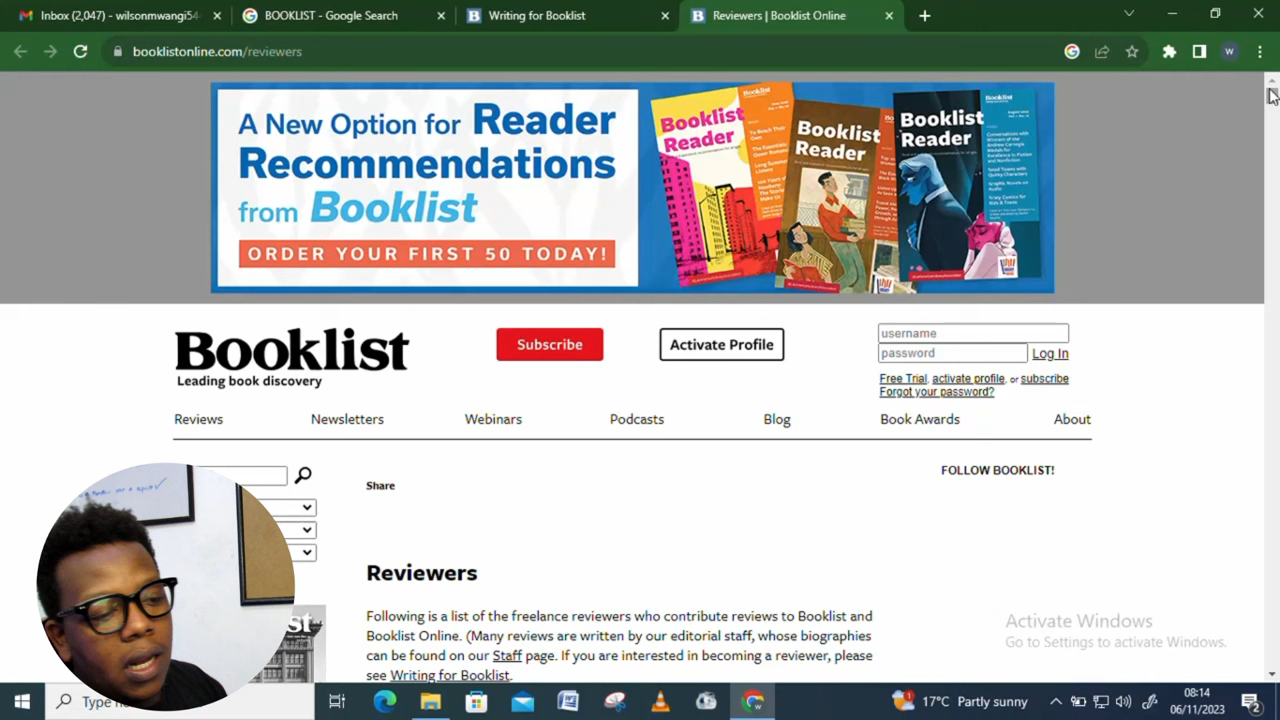 Inbox (2,047) - wilsonmwangi54
BOOKLIST - Google Search
Writing for Booklist
Reviewers | Booklist Online
booklistonline.com/reviewers
W
A New Option for Reader
Recommendations
from Booklist
ORDER YOUR FIRST 50 TODAY!
Booklist
Reader
Booklist
Reader
Booklist
Reader
Booklist
Leading book discovery
Subscribe
Activate Profile
username
password
Log In
Free Trial, activate profile, or subscribe
Forgot your password?
Reviews
Newsletters
Webinars
Podcasts
Blog
Book Awards
About
FOLLOW BOOKLIST!
Share
Reviewers
Following is a list of the freelance reviewers who contribute reviews to Booklist and
Booklist Online. (Many reviews are written by our editorial staff, whose biographies
can be found on our Staff page. If you are interested in becoming a reviewer, please
see Writing for Booklist.
Activate Windows
Go to Settings to activate Windows.
Type
17°C Partly sunny
08:14
06/11/2023
2